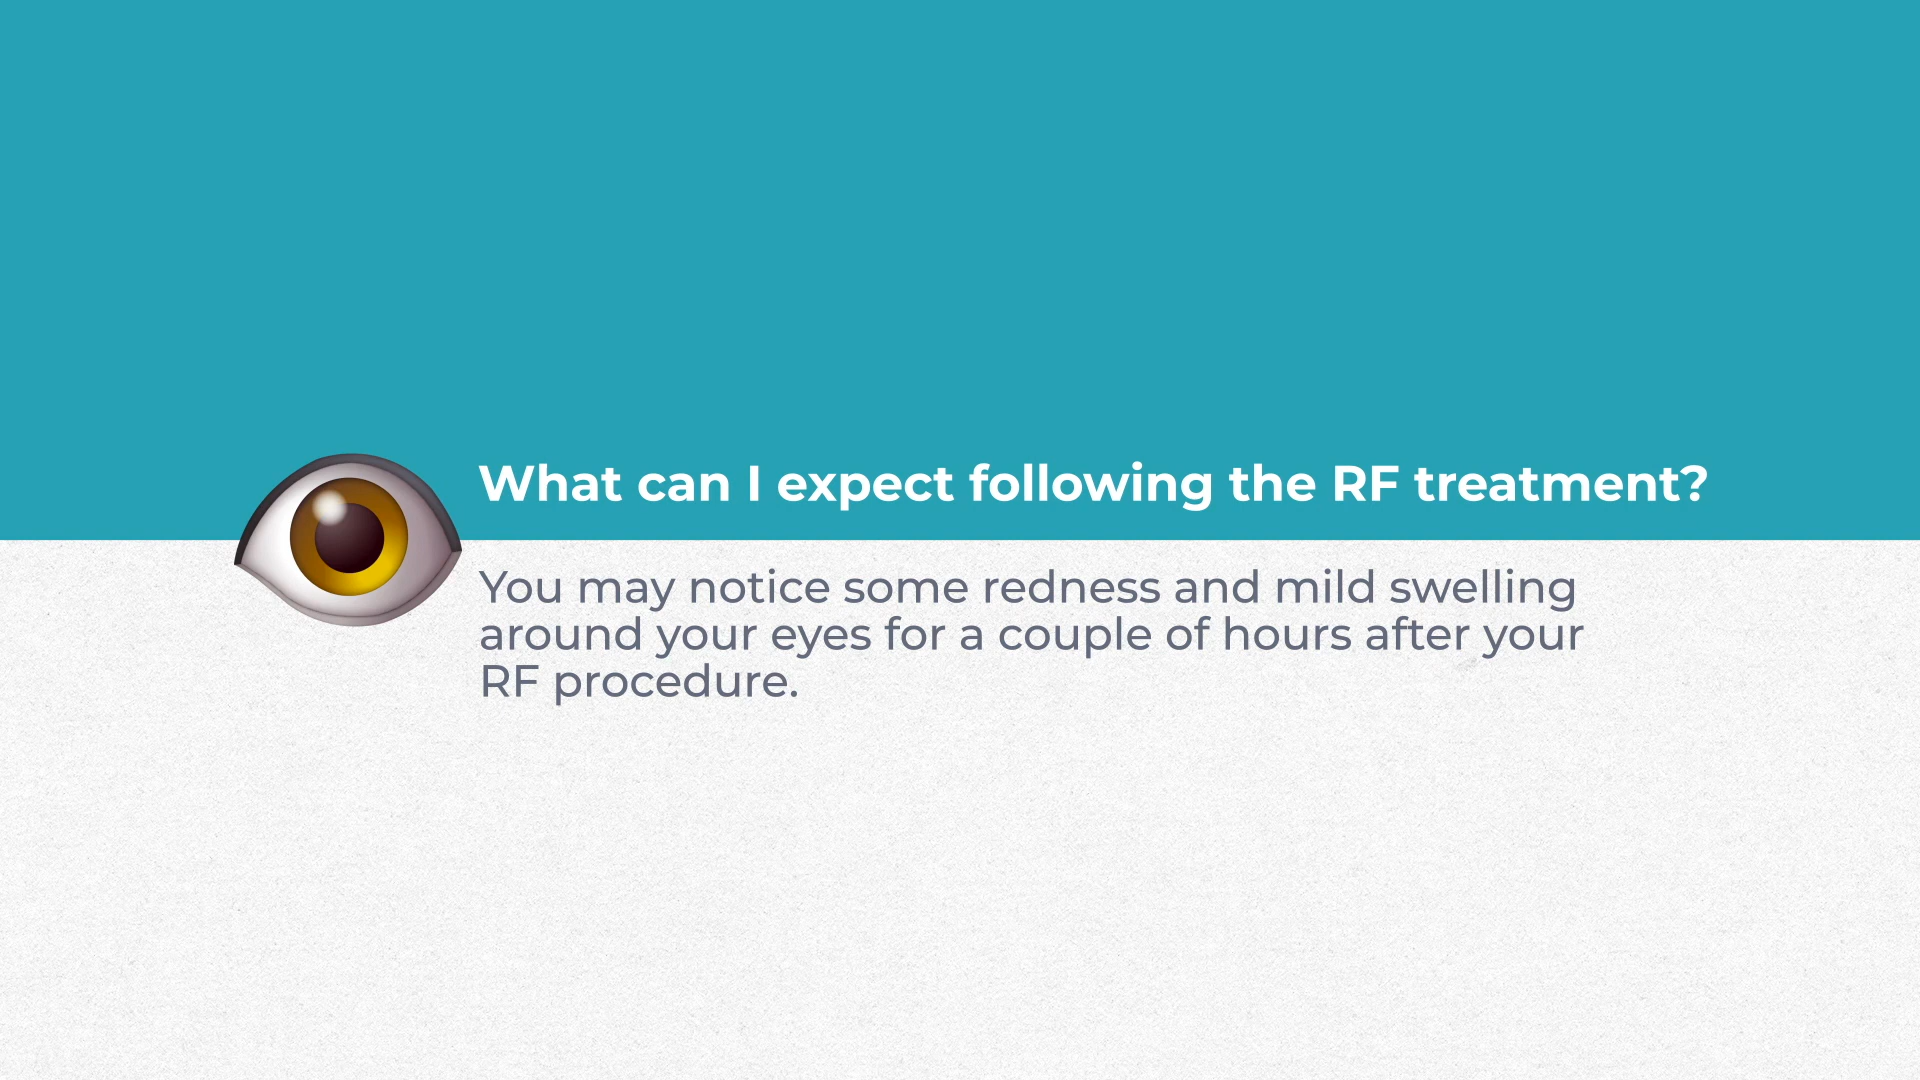 What can I expect following the RF treatment?
You may notice some redness and mild swelling
around your eyes for a couple of hours after your
RF procedure.